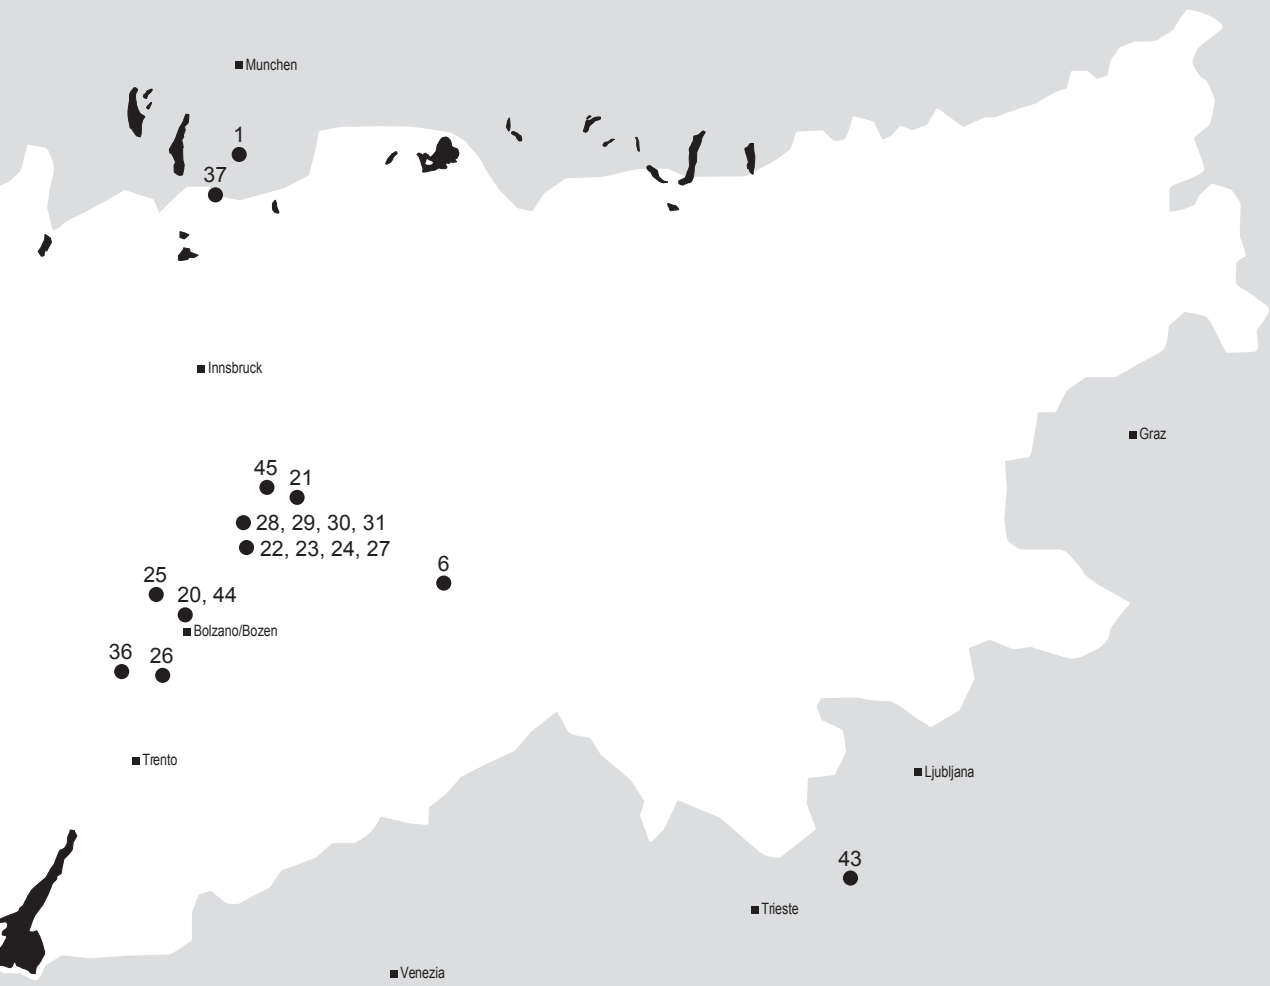 Munchen
1
37
Innsbruck
Graz
45
21
28, 29, 30, 31
22, 23, 24, 27
6
25
20, 44
Bolzano/Bozen
36
26
Trento
Ljubljana
43
Trieste
Venezia